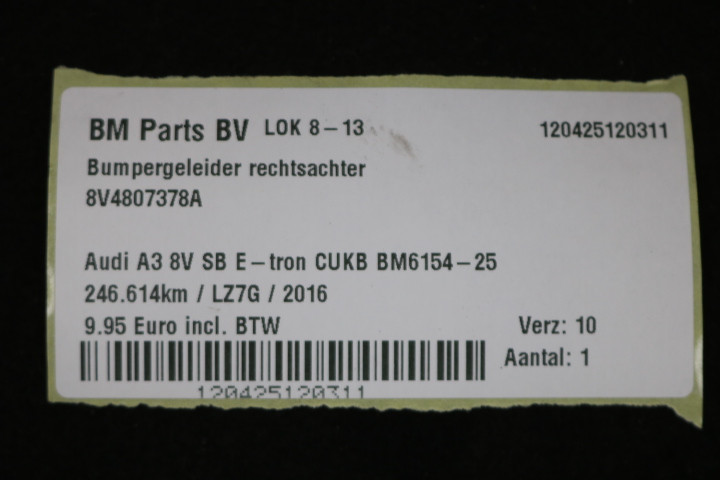 BM Parts BV LOK 8-13 120425120311
Bumpergeleider rechtsachter
8V4807378A
Audi A3 8V SB E-tron CUKB BM6154-25
246.614km / LZ7G / 2016
9.95 Euro incl. BTW Verz: 10
Aantal: 1
120425120311